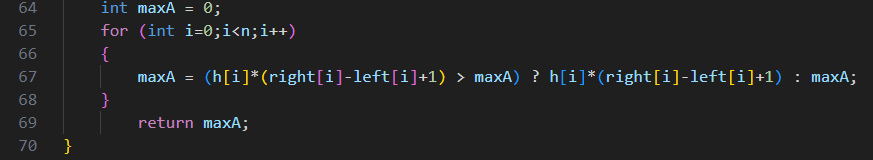 64 int maxA = 0;
65 for (int i=0;i<n;i++)
66 {
67 maxA = (h[i]*(right[i]-left[i]+1) > maxA) ? h[i]*(right[i]-left[i]+1) : maxA;
68 }
69 return maxA;
70 }